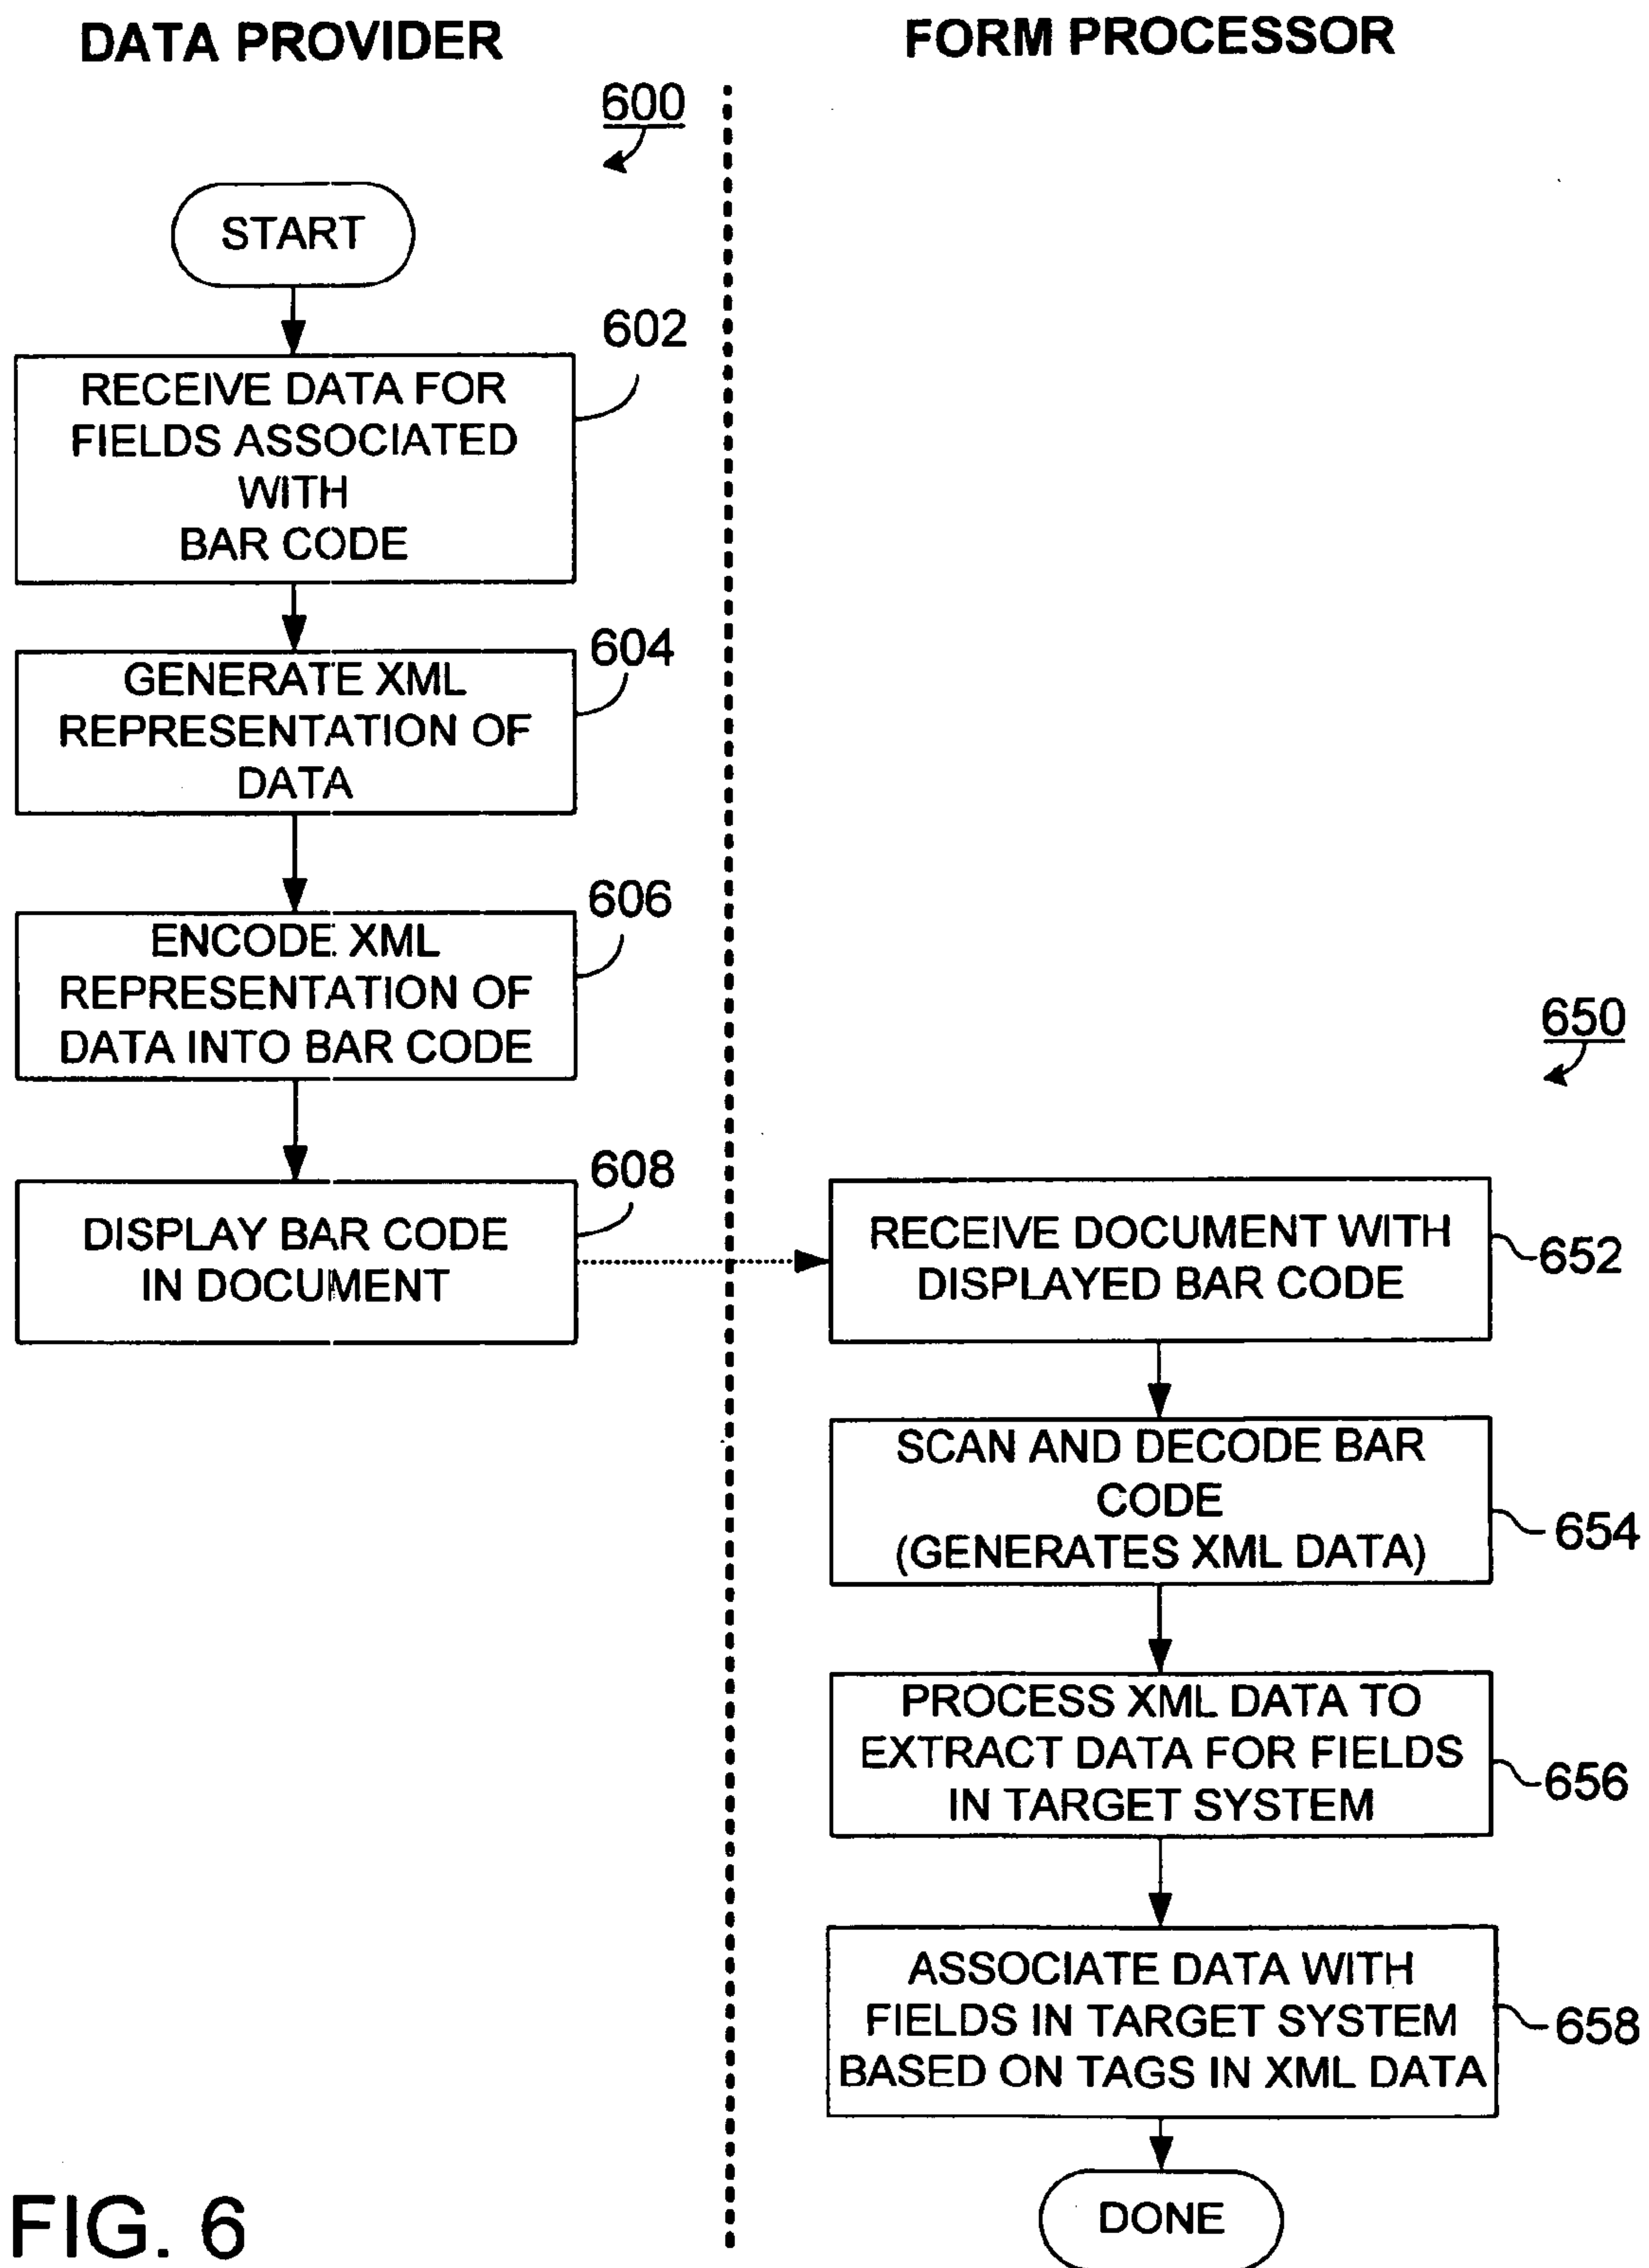 DATA PROVIDER
FORM PROCESSOR
600
START
602
RECEIVE DATA FOR
FIELDS ASSOCIATED
WITH
BAR CODE
604
GENERATE XML
REPRESENTATION OF
DATA
606
ENCODE XML
REPRESENTATION OF
DATA INTO BAR CODE
608
DISPLAY BAR CODE
IN DOCUMENT
650
RECEIVE DOCUMENT WITH
DISPLAYED BAR CODE
652
SCAN AND DECODE BAR
CODE
(GENERATES XML DATA)
654
PROCESS XML DATA TO
EXTRACT DATA FOR FIELDS
IN TARGET SYSTEM
656
ASSOCIATE DATA WITH
FIELDS IN TARGET SYSTEM
BASED ON TAGS IN XML DATA
658
DONE
FIG. 6